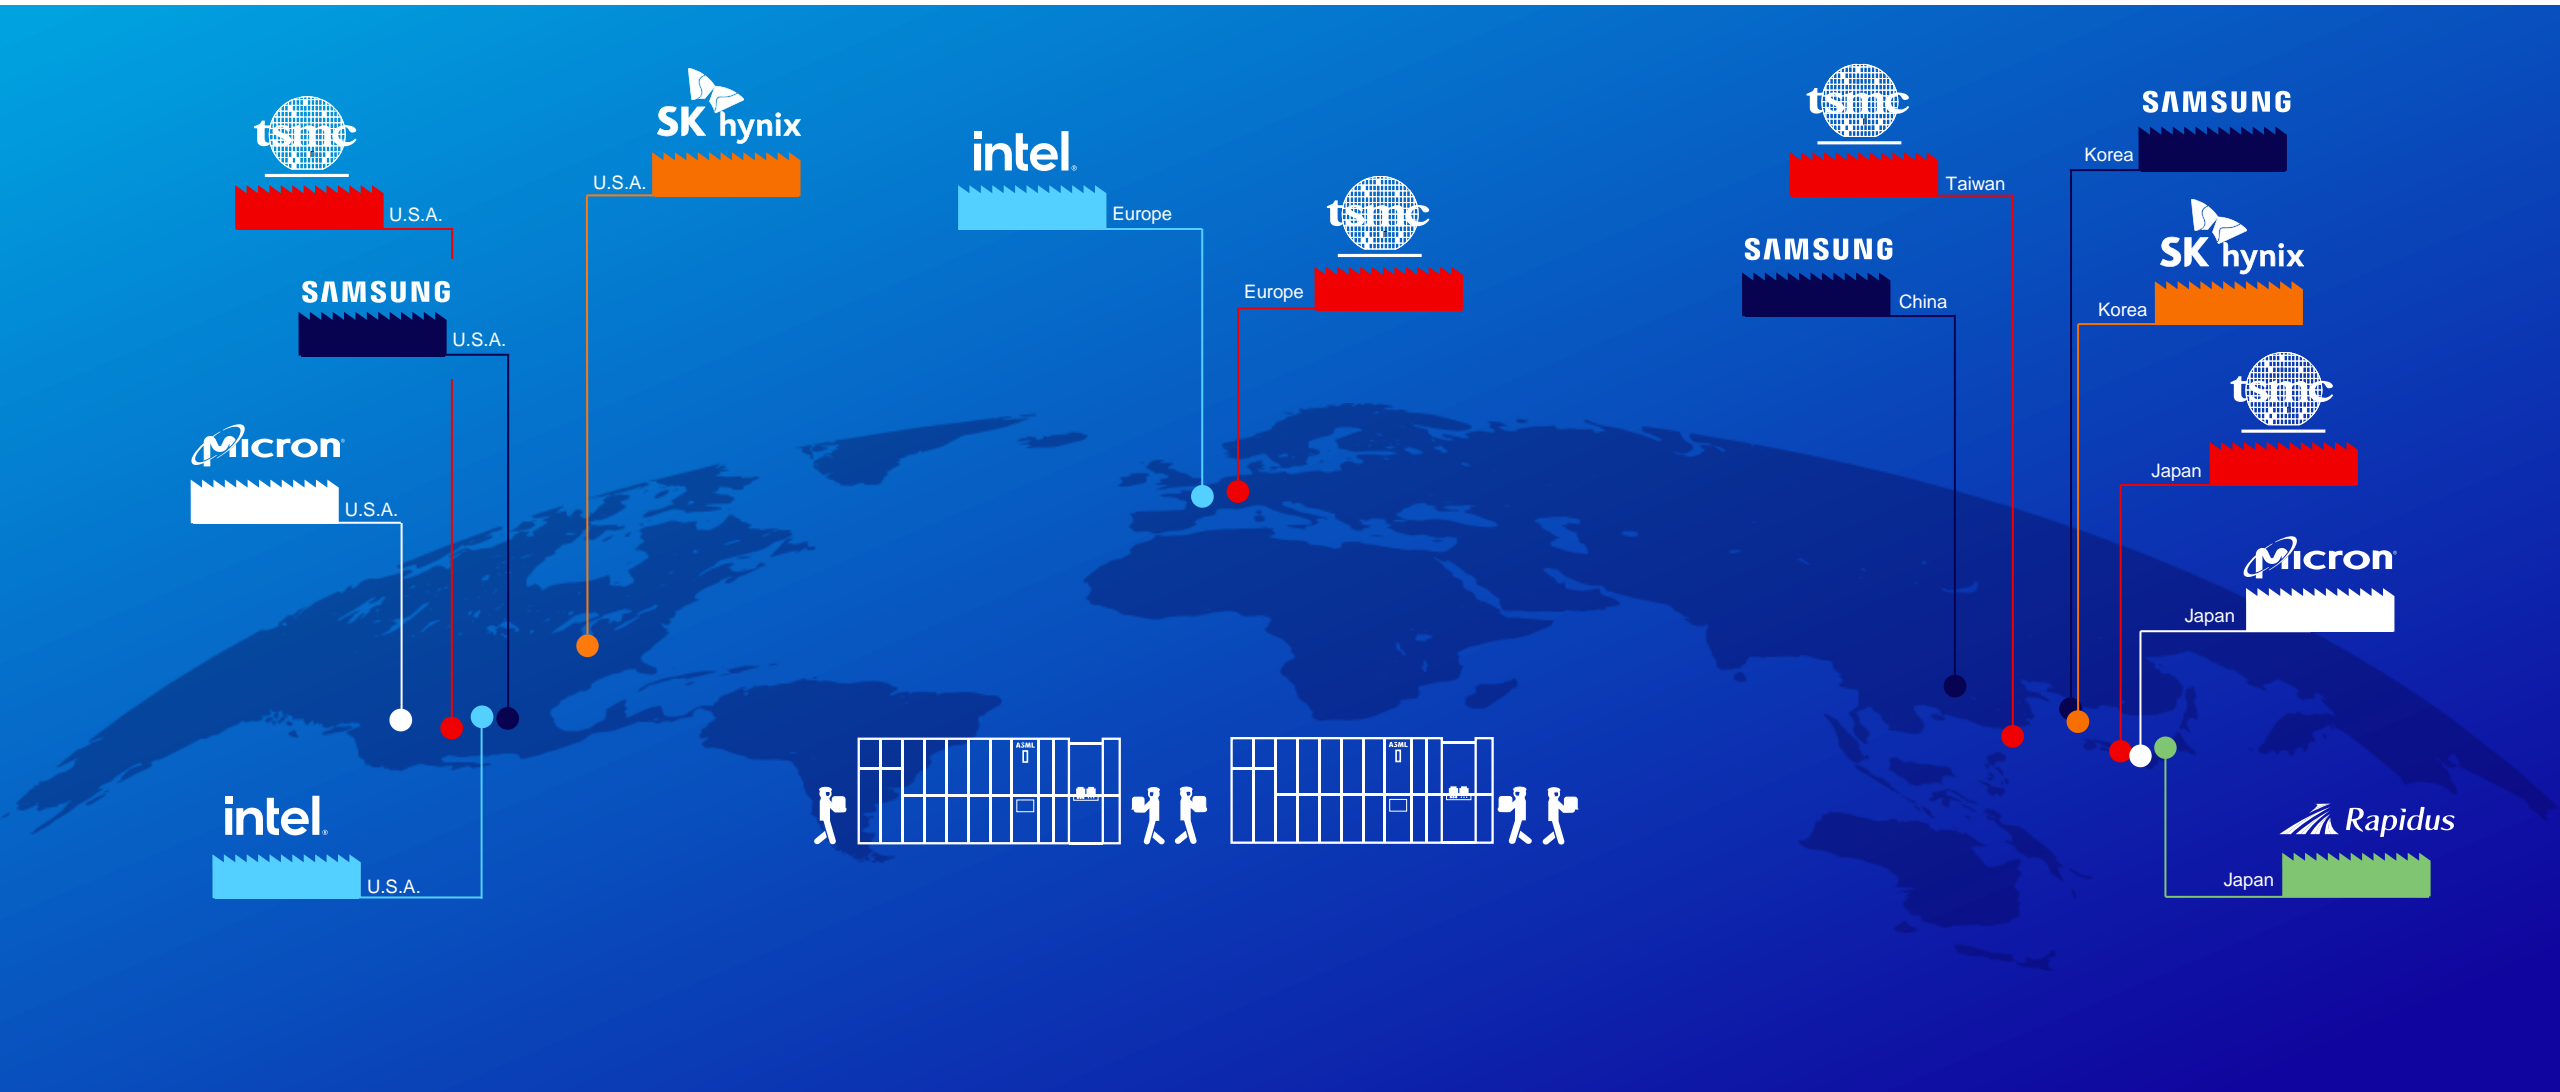 tsmc
U.S.A.
SK hynix
U.S.A.
SAMSUNG
U.S.A.
Micron
U.S.A.
intel
U.S.A.
intel
Europe
tsmc
Europe
tsmc
Taiwan
SAMSUNG
China
SAMSUNG
Korea
SK hynix
Korea
tsmc
Japan
Micron
Japan
Rapidus
Japan
ASML
ASML